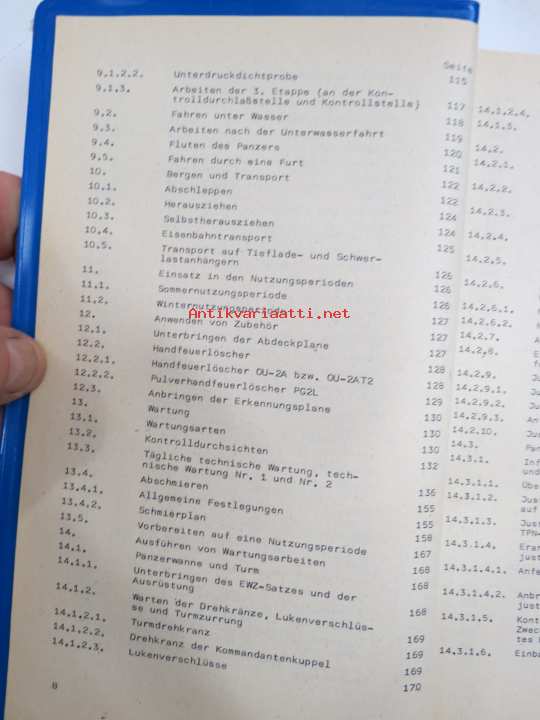 Seite
9.1.2.2. Unterdruckdichtprobe 115
9.1.3. Arbeiten der 3. Etappe (an der Kon-
trolldurchlaßstelle und Kontrollstelle) 117
9.2. Fahren unter Wasser 118
9.3. Arbeiten nach der Unterwasserfahrt 119
9.4. Fluten des Panzers 120
9.5. Fahren durch eine Furt 121
10. Bergen und Transport 122
10.1. Abschleppen 122
10.2. Herausziehen 124
10.3. Selbstherausziehen 124
10.4. Eisenbahntransport 125
10.5. Transport auf Tieflade- und Schwer-
lastanhängern 126
11. Einsatz in den Nutzungsperioden 126
11.1. Sommernutzungsperiode 126
11.2. Winternutzungsperiode 127
Antikvariaatti.net
12. Anwenden von Zubehör 127
12.1. Unterbringen der Abdeckplane 127
12.2. Handfeuerlöscher 128
12.2.1. Handfeuerlöscher OU-2A bzw. OU-2AT2 128
12.2.2. Pulverhandfeuerlöscher PG2L 129
12.3. Anbringen der Erkennungsplane 130
13. Wartung 130
13.1. Wartungsarten 130
13.2. Kontrolldurchsichten 132
13.3. Tägliche technische Wartung, tech-
nische Wartung Nr. 1 und Nr. 2 136
13.4. Abschmieren 155
13.4.1. Allgemeine Festlegungen 155
13.4.2. Schmierplan 158
13.5. Vorbereiten auf eine Nutzungsperiode 167
14. Ausführen von Wartungsarbeiten 168
14.1. Panzerwanne und Turm 168
14.1.1. Unterbringen des EWZ-Satzes und der
Ausrüstung 168
14.1.2. Warten der Drehkränze, Lukenverschlüs-
se und Turmzurrung 169
14.1.2.1. Turmdrehkranz 169
14.1.2.2. Drehkranz der Kommandantenkuppel 169
14.1.2.3. Lukenverschlüsse 170
8
14.1.2.4.
14.1.3.
14.2.
14.2.1.
14.2.2.
14.2.3.
14.2.4.
14.2.5.
14.2.6.
14.2.6.1.
14.2.6.2.
14.2.7.
14.2.8.
14.2.9.
14.2.9.1.
14.2.9.2.
14.2.9.3.
14.2.10.
14.3.
14.3.1.
14.3.1.1.
14.3.1.2.
14.3.1.3.
14.3.1.4.
14.3.1.4.1.
14.3.1.4.2.
14.3.1.5.
14.3.1.6.